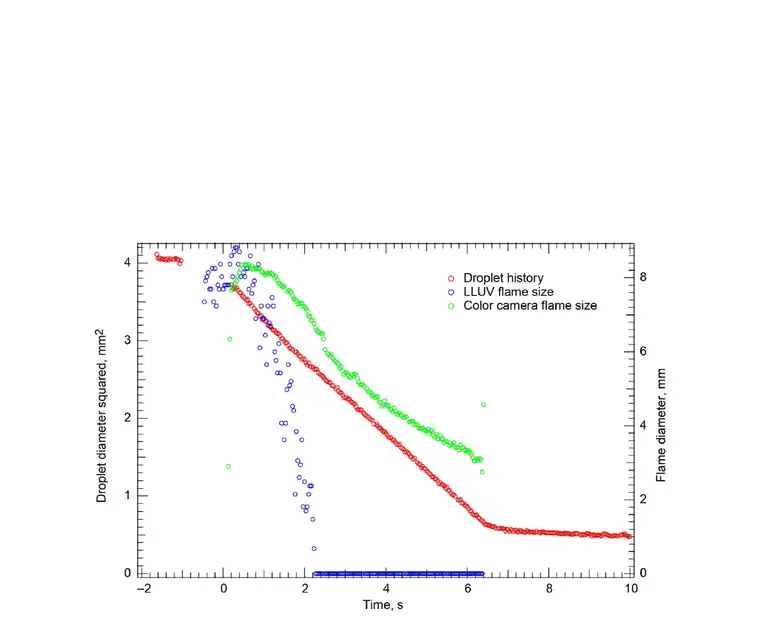 Droplet history
LLUV flame size
Color camera flame size
Droplet diameter squared, mm2
4
3
2
1
0
8
6
4
2
0
Flame diameter, mm
–2
0
2
4
6
8
10
Time, s